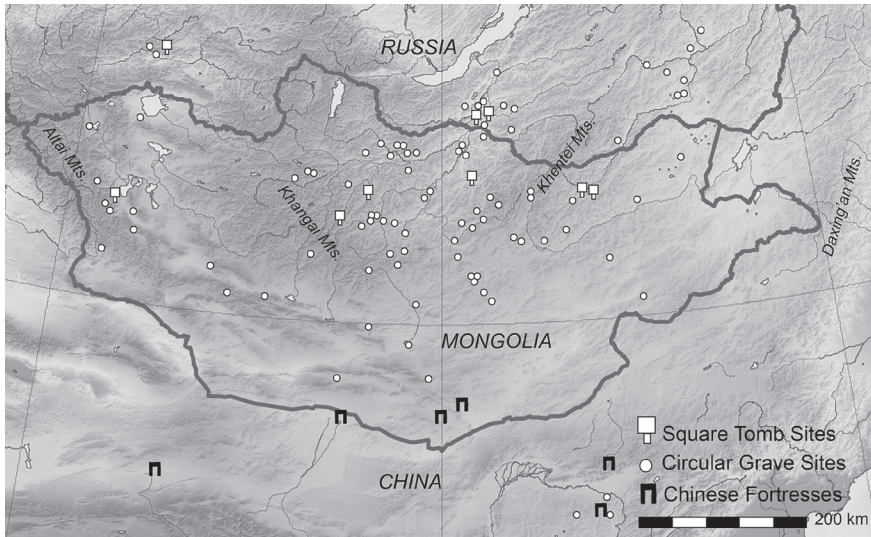 RUSSIA
Altai Mts.
Khangai Mts.
Khentei Mts.
Daxing'an Mts.
MONGOLIA
CHINA
Square Tomb Sites
Circular Grave Sites
Chinese Fortresses
200 km